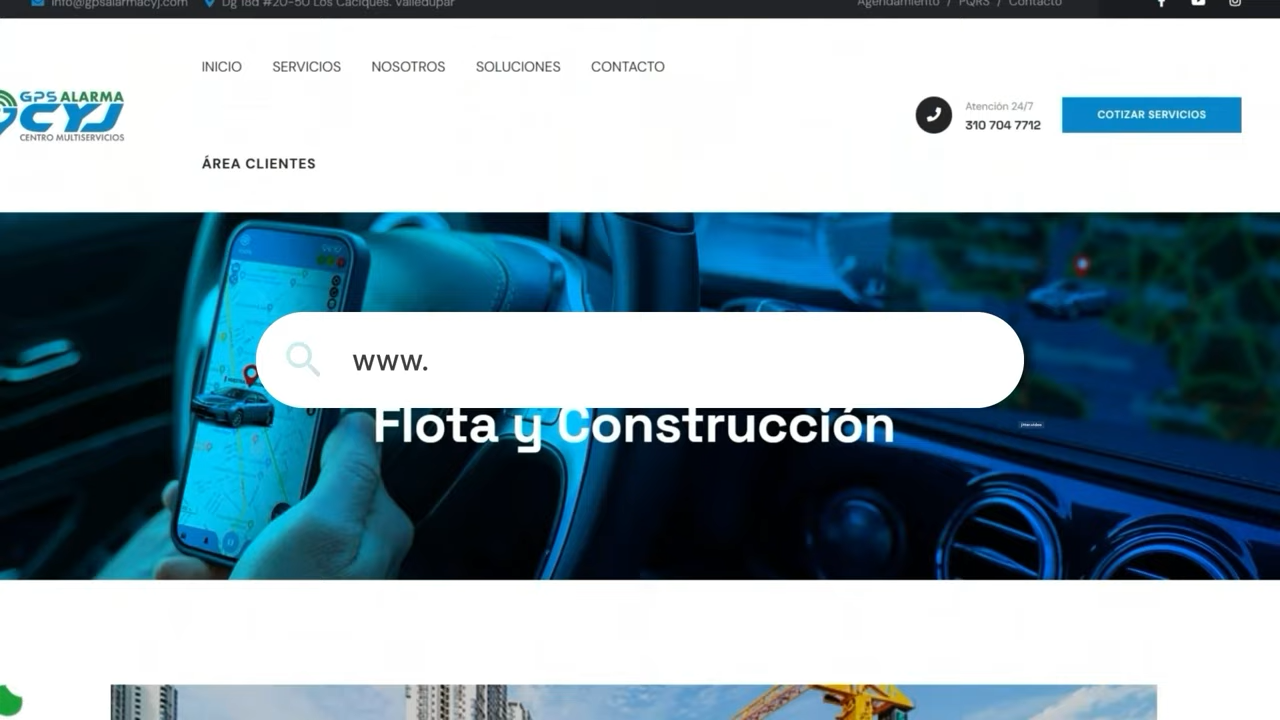 info@gpsalarmacyj.com
Dg 18d #20-50 Los Caciques. Valledupar
Agendamiento / PQRS / Contacto
INICIO
SERVICIOS
NOSOTROS
SOLUCIONES
CONTACTO
GPS ALARMA
CYJ
CENTRO MULTISERVICIOS
Atención 24/7
310 704 7712
COTIZAR SERVICIOS
ÁREA CLIENTES
www.
Flota y Construcción